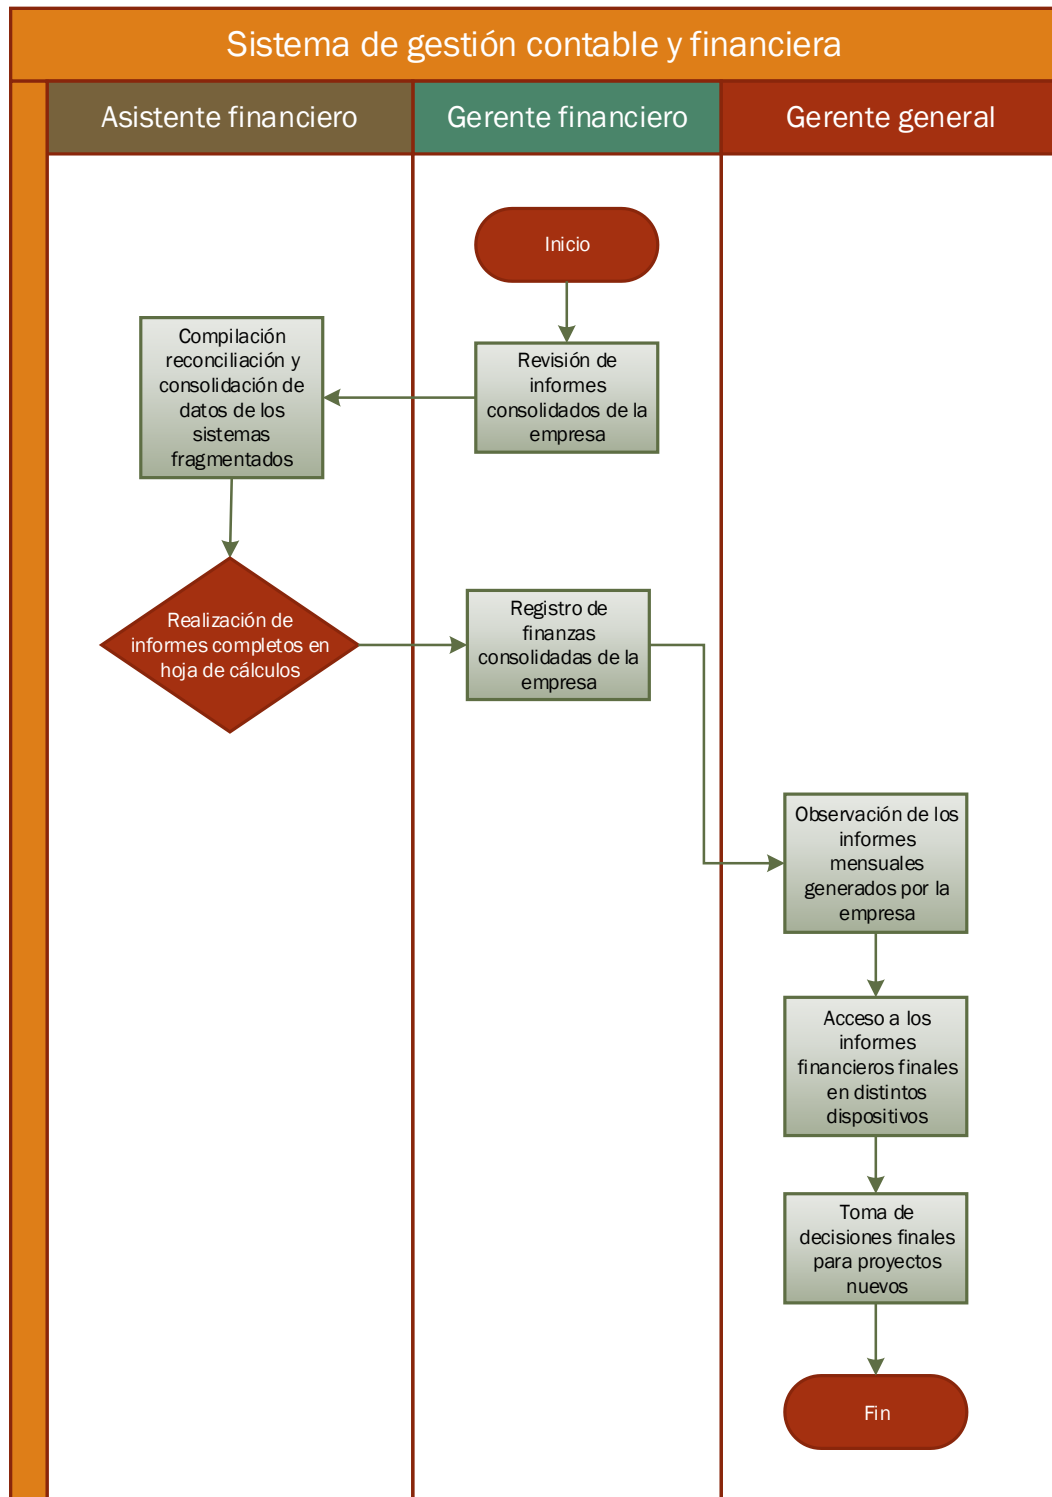 Sistema de gestión contable y financiera
Asistente financiero
Gerente financiero
Gerente general
Inicio
Revisión de
informes
consolidados de la
empresa
Compilación
reconciliación y
consolidación de
datos de los
sistemas
fragmentados
Realización de
informes completos en
hoja de cálculos
Registro de
finanzas
consolidadas de la
empresa
Observación de los
informes
mensuales
generados por la
empresa
Acceso a los
informes
financieros finales
en distintos
dispositivos
Toma de
decisiones finales
para proyectos
nuevos
Fin